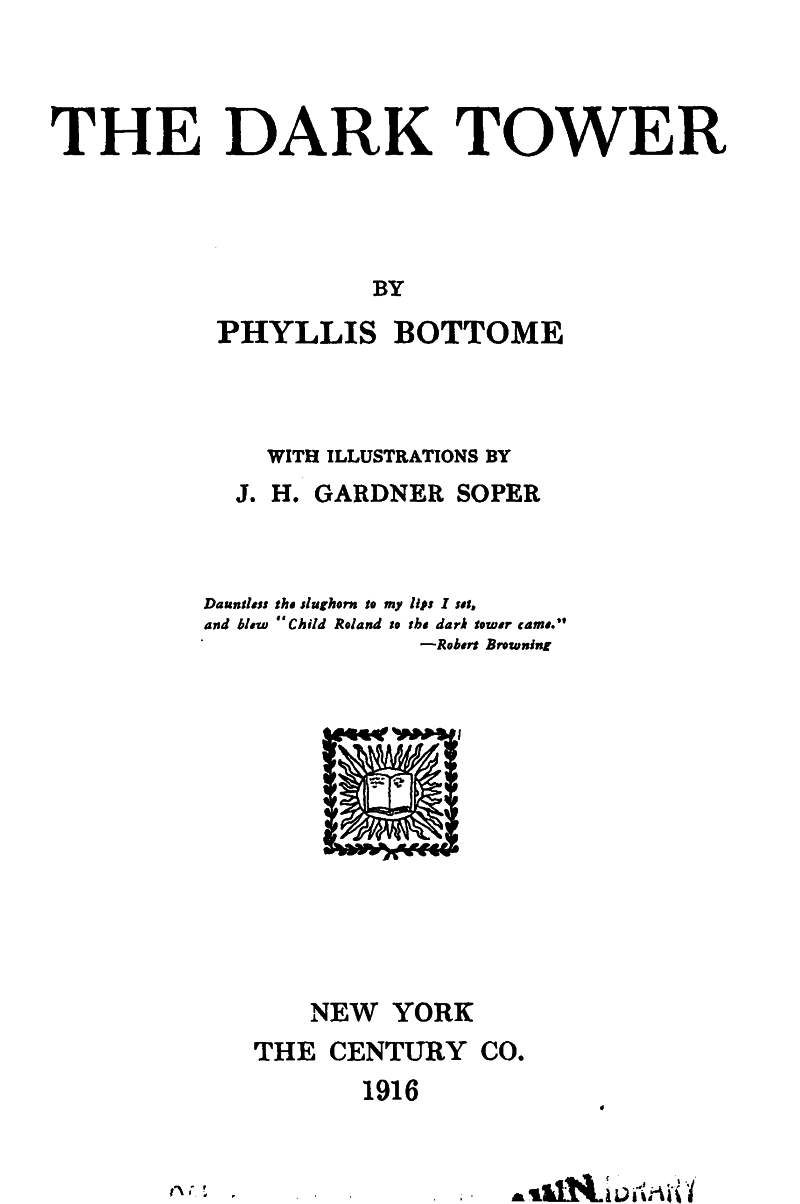 THE DARK TOWER
BY
PHYLLIS BOTTOME
WITH ILLUSTRATIONS BY
J. H. GARDNER SOPER
Dauntless the slughorn to my lips I set,
and blew "Child Roland to the dark tower came."
—Robert Browning
NEW YORK
THE CENTURY CO.
1916
LIBRARY